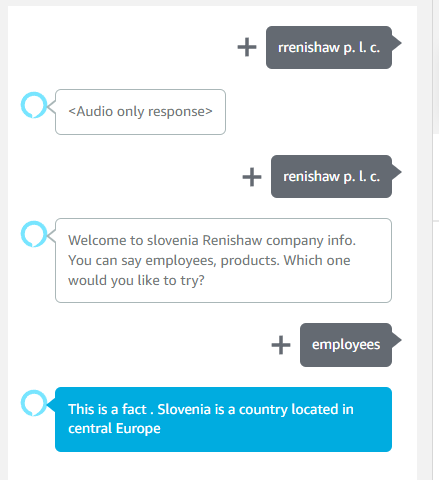 rrenishaw p. l. c.
<Audio only response>
renishaw p. l. c.
Welcome to slovenia Renishaw company info.
You can say employees, products. Which one
would you like to try?
employees
This is a fact . Slovenia is a country located in
central Europe